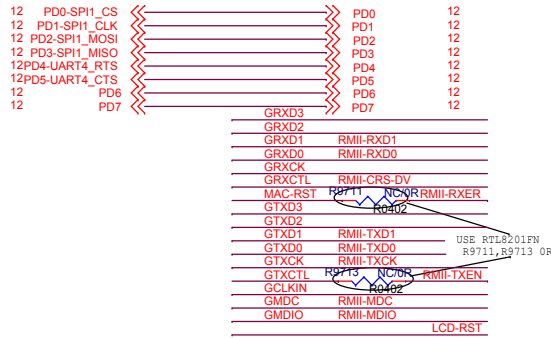 12 PD0-SPI1_CS PD0 12
12 PD1-SPI1_CLK PD1 12
12 PD2-SPI1_MOSI PD2 12
12 PD3-SPI1_MISO PD3 12
12 PD4-UART4_RTS PD4 12
12 PD5-UART4_CTS PD5 12
12 PD6 PD6 12
12 PD7 PD7 12
GRXD3
GRXD2
GRXD1 RMII-RXD1
GRXD0 RMII-RXD0
GRXCK
GRXCTL RMII-CRS-DV
MAC-RST R9711 NC/0R RMII-RXER
GTXD3 R0402
GTXD2
GTXD1 RMII-TXD1 USE RTL8201FN
GTXD0 RMII-TXD0 R9711,R9713 0R
GTXCK RMII-TXCK
GTXCTL R9713 NC/0R RMII-TXEN
GCLKIN R0402
GMDC RMII-MDC
GMDIO RMII-MDIO
LCD-RST